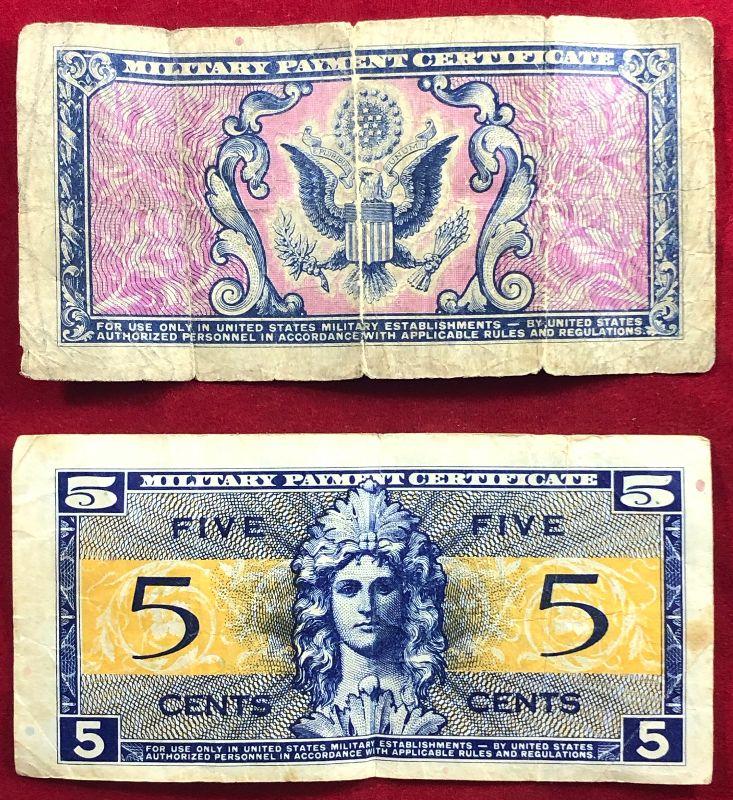 MILITARY PAYMENT CERTIFICATE
PLURIBUS UNUM
FOR USE ONLY IN UNITED STATES MILITARY ESTABLISHMENTS — BY UNITED STATES
AUTHORIZED PERSONNEL IN ACCORDANCE WITH APPLICABLE RULES AND REGULATIONS.
5 MILITARY PAYMENT CERTIFICATE 5
FIVE FIVE
5 5
CENTS CENTS
5 5
FOR USE ONLY IN UNITED STATES MILITARY ESTABLISHMENTS — BY UNITED STATES
AUTHORIZED PERSONNEL IN ACCORDANCE WITH APPLICABLE RULES AND REGULATIONS.